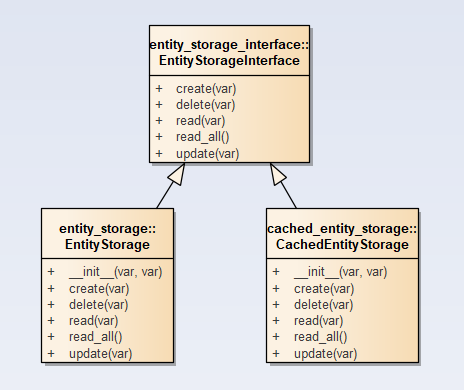 entity_storage_interface::
EntityStorageInterface
+ create(var)
+ delete(var)
+ read(var)
+ read_all()
+ update(var)
entity_storage::
EntityStorage
+ __init__(var, var)
+ create(var)
+ delete(var)
+ read(var)
+ read_all()
+ update(var)
cached_entity_storage::
CachedEntityStorage
+ __init__(var, var)
+ create(var)
+ delete(var)
+ read(var)
+ read_all()
+ update(var)